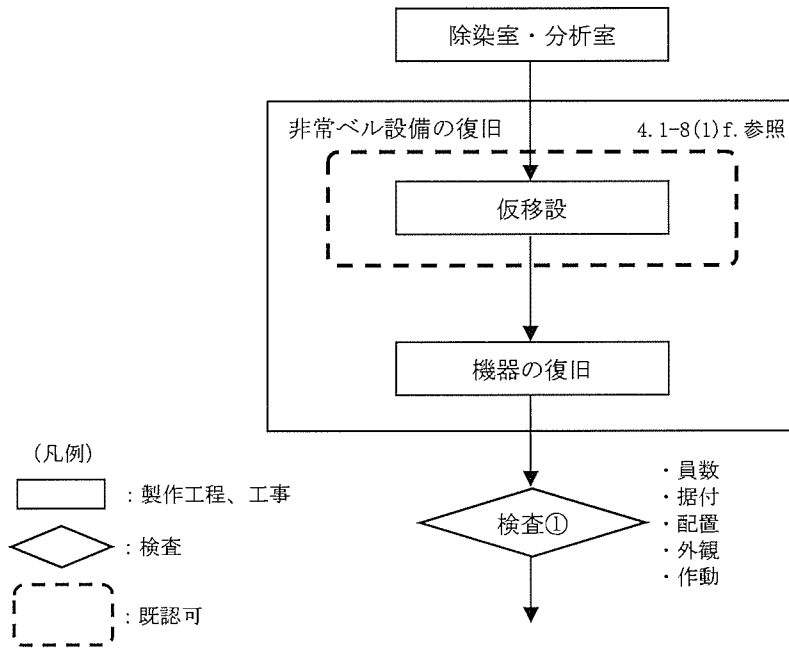 除染室・分析室
非常ベル設備の復旧
4.1-8(1)f.参照
仮移設
機器の復旧
検査①
・員数
・据付
・配置
・外観
・作動
(凡例)
：製作工程、工事
：検査
：既認可